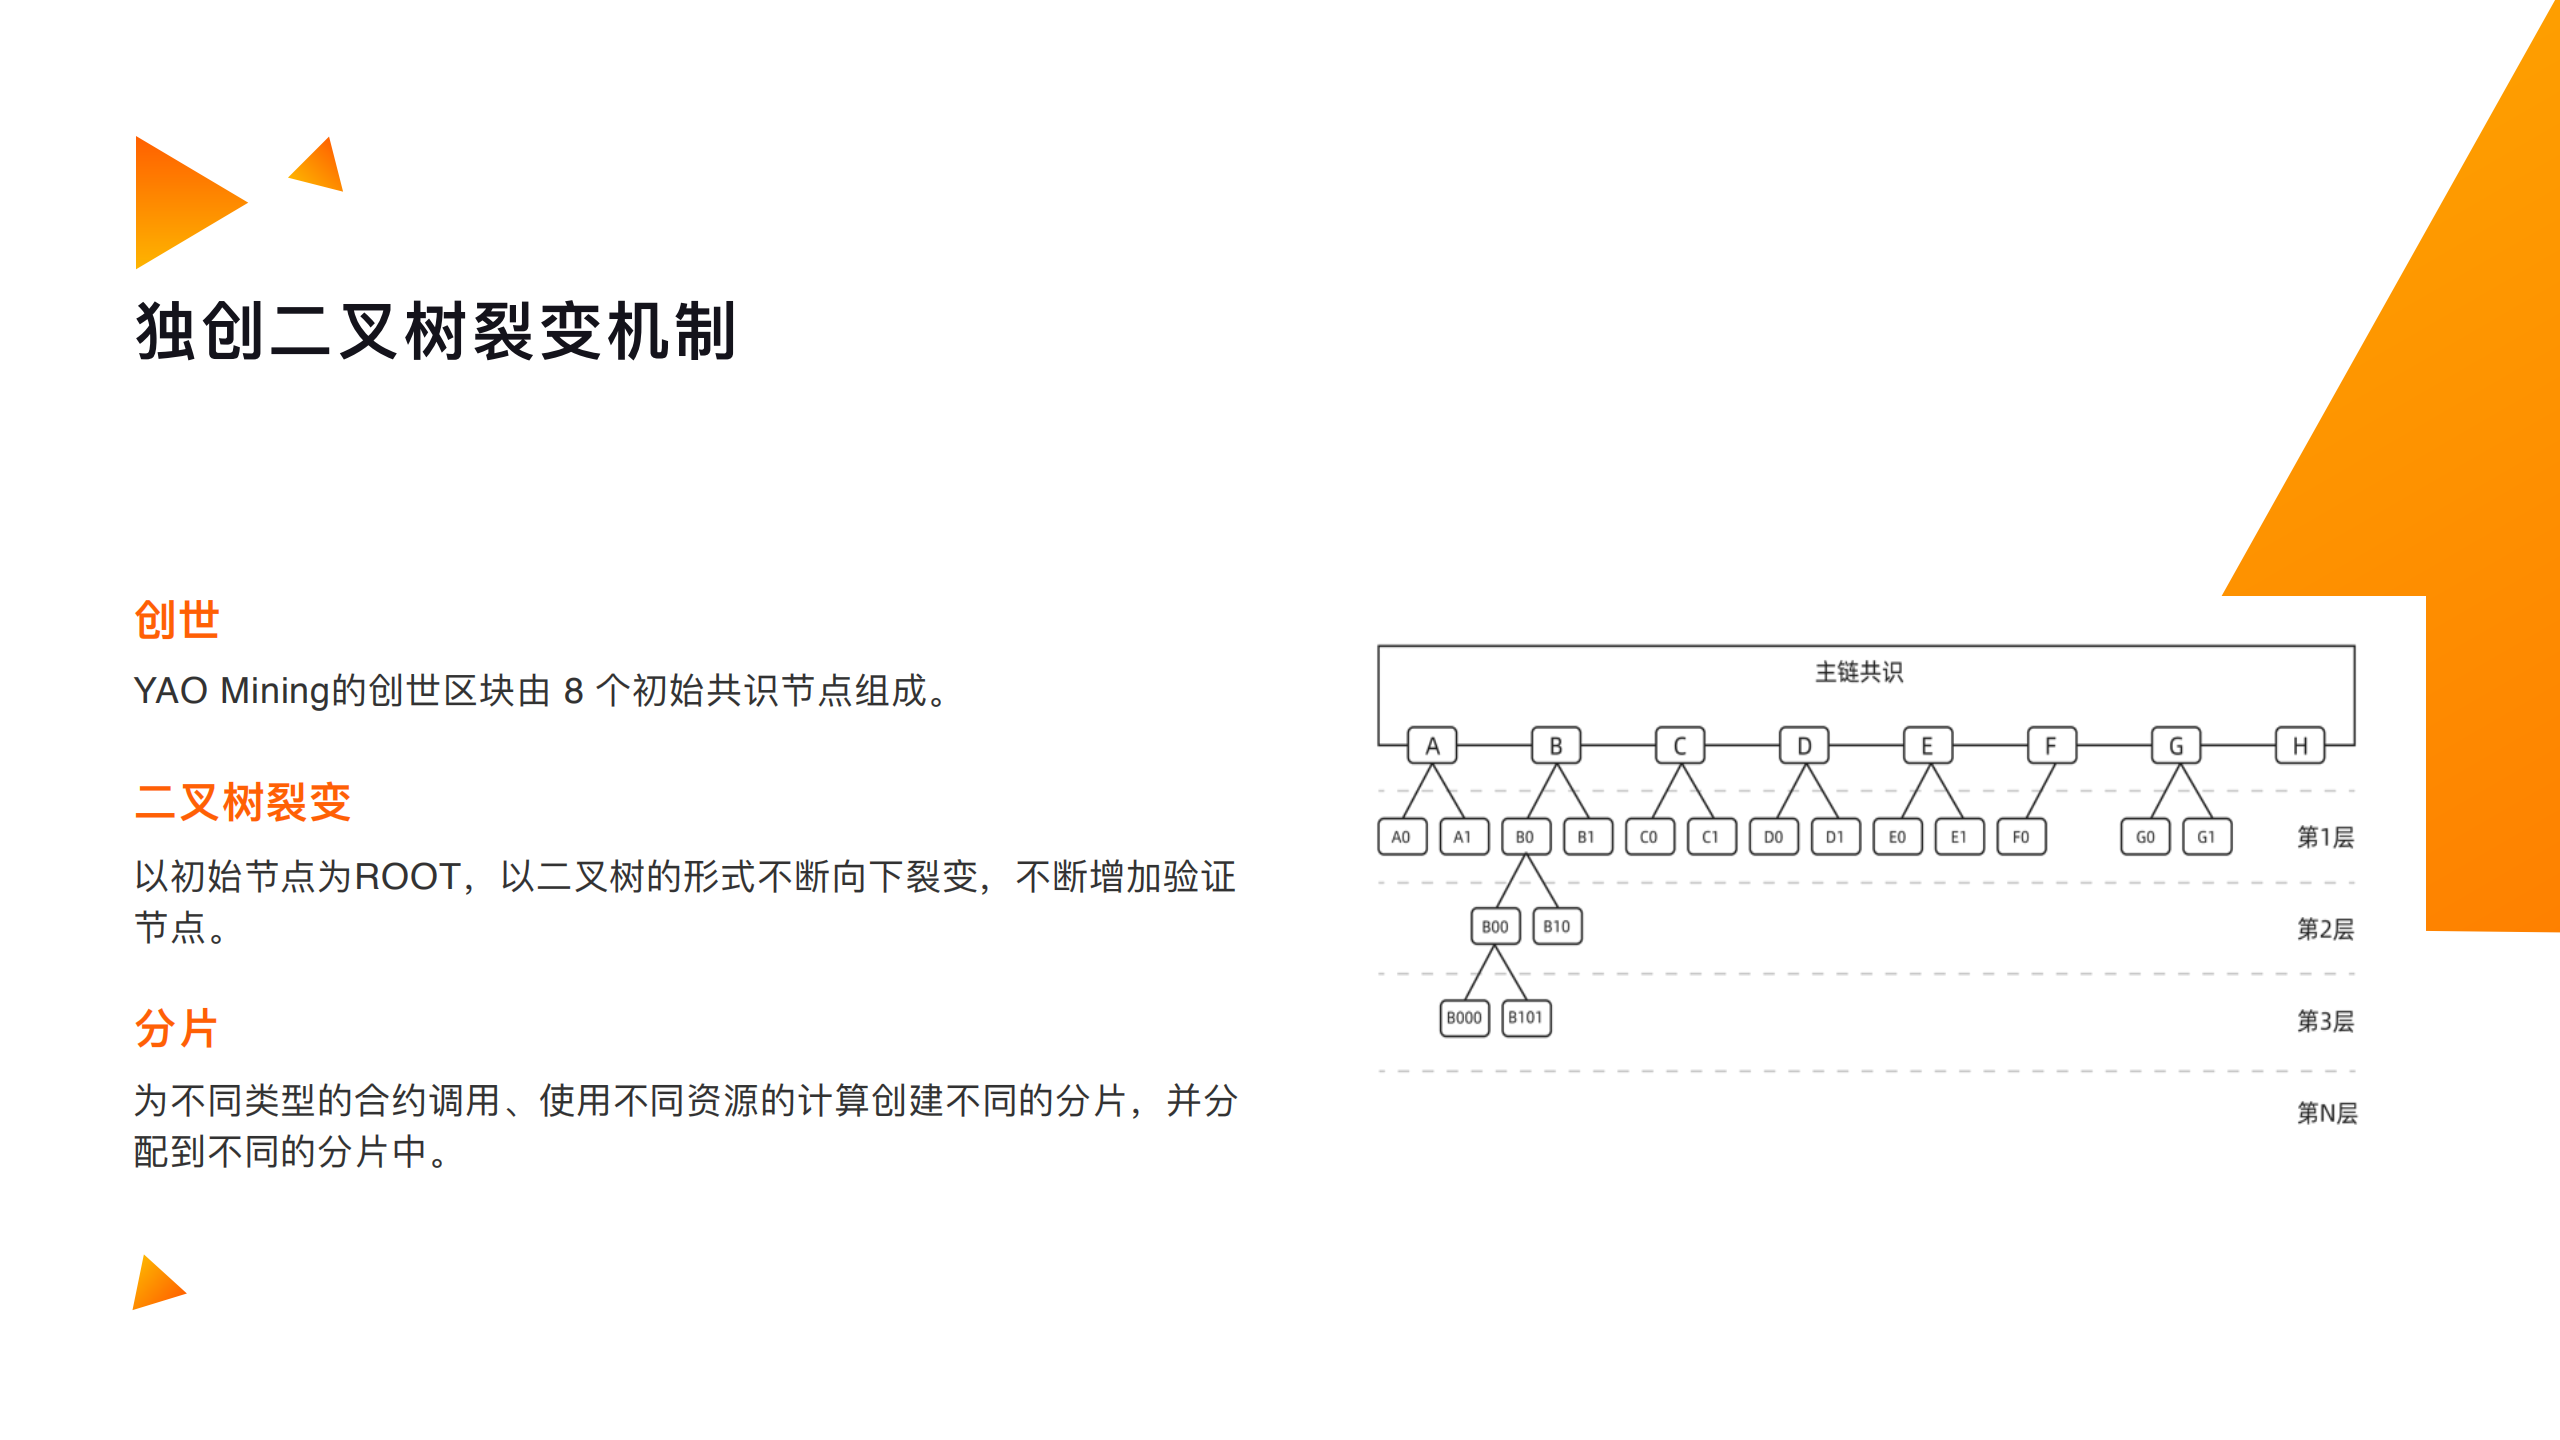 独创二叉树裂变机制
创世
YAO Mining的创世区块由 8 个初始共识节点组成。
二叉树裂变
以初始节点为ROOT，以二叉树的形式不断向下裂变，不断增加验证
节点。
分片
为不同类型的合约调用、使用不同资源的计算创建不同的分片，并分
配到不同的分片中。
主链共识
A B C D E F G H
A0 A1 B0 B1 C0 C1 D0 D1 E0 E1 F0 G0 G1 第1层
B00 B10 第2层
B000 B101 第3层
第N层